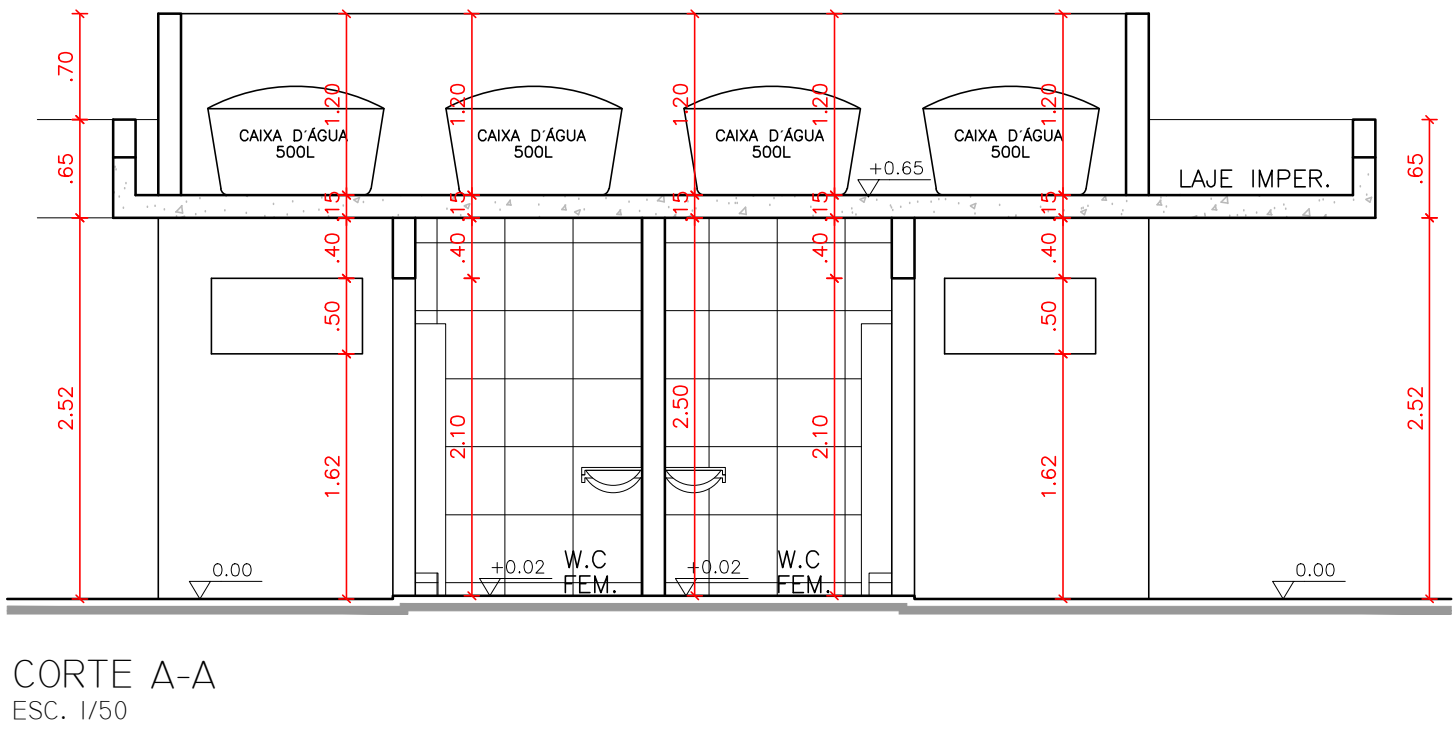 .70
1.20
1.20
1.20
1.20
1.20
CAIXA D´ÁGUA
500L
CAIXA D´ÁGUA
500L
CAIXA D´ÁGUA
500L
CAIXA D´ÁGUA
500L
.65
+0.65
LAJE IMPER.
.65
.15
.15
.15
.15
.15
.40
.40
.40
.40
.50
.50
2.52
1.62
2.10
2.50
2.10
1.62
2.52
0.00
+0.02
W.C
FEM.
+0.02
W.C
FEM.
0.00
CORTE A-A
ESC. 1/50